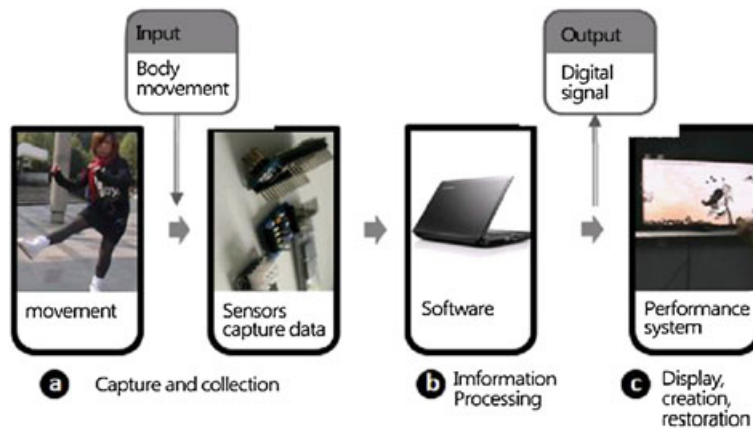 Input
Body
movement
Output
Digital
signal
movement
Sensors
capture data
Software
Performance
system
a Capture and collection
b Imformation
Processing
c Display,
creation,
restoration